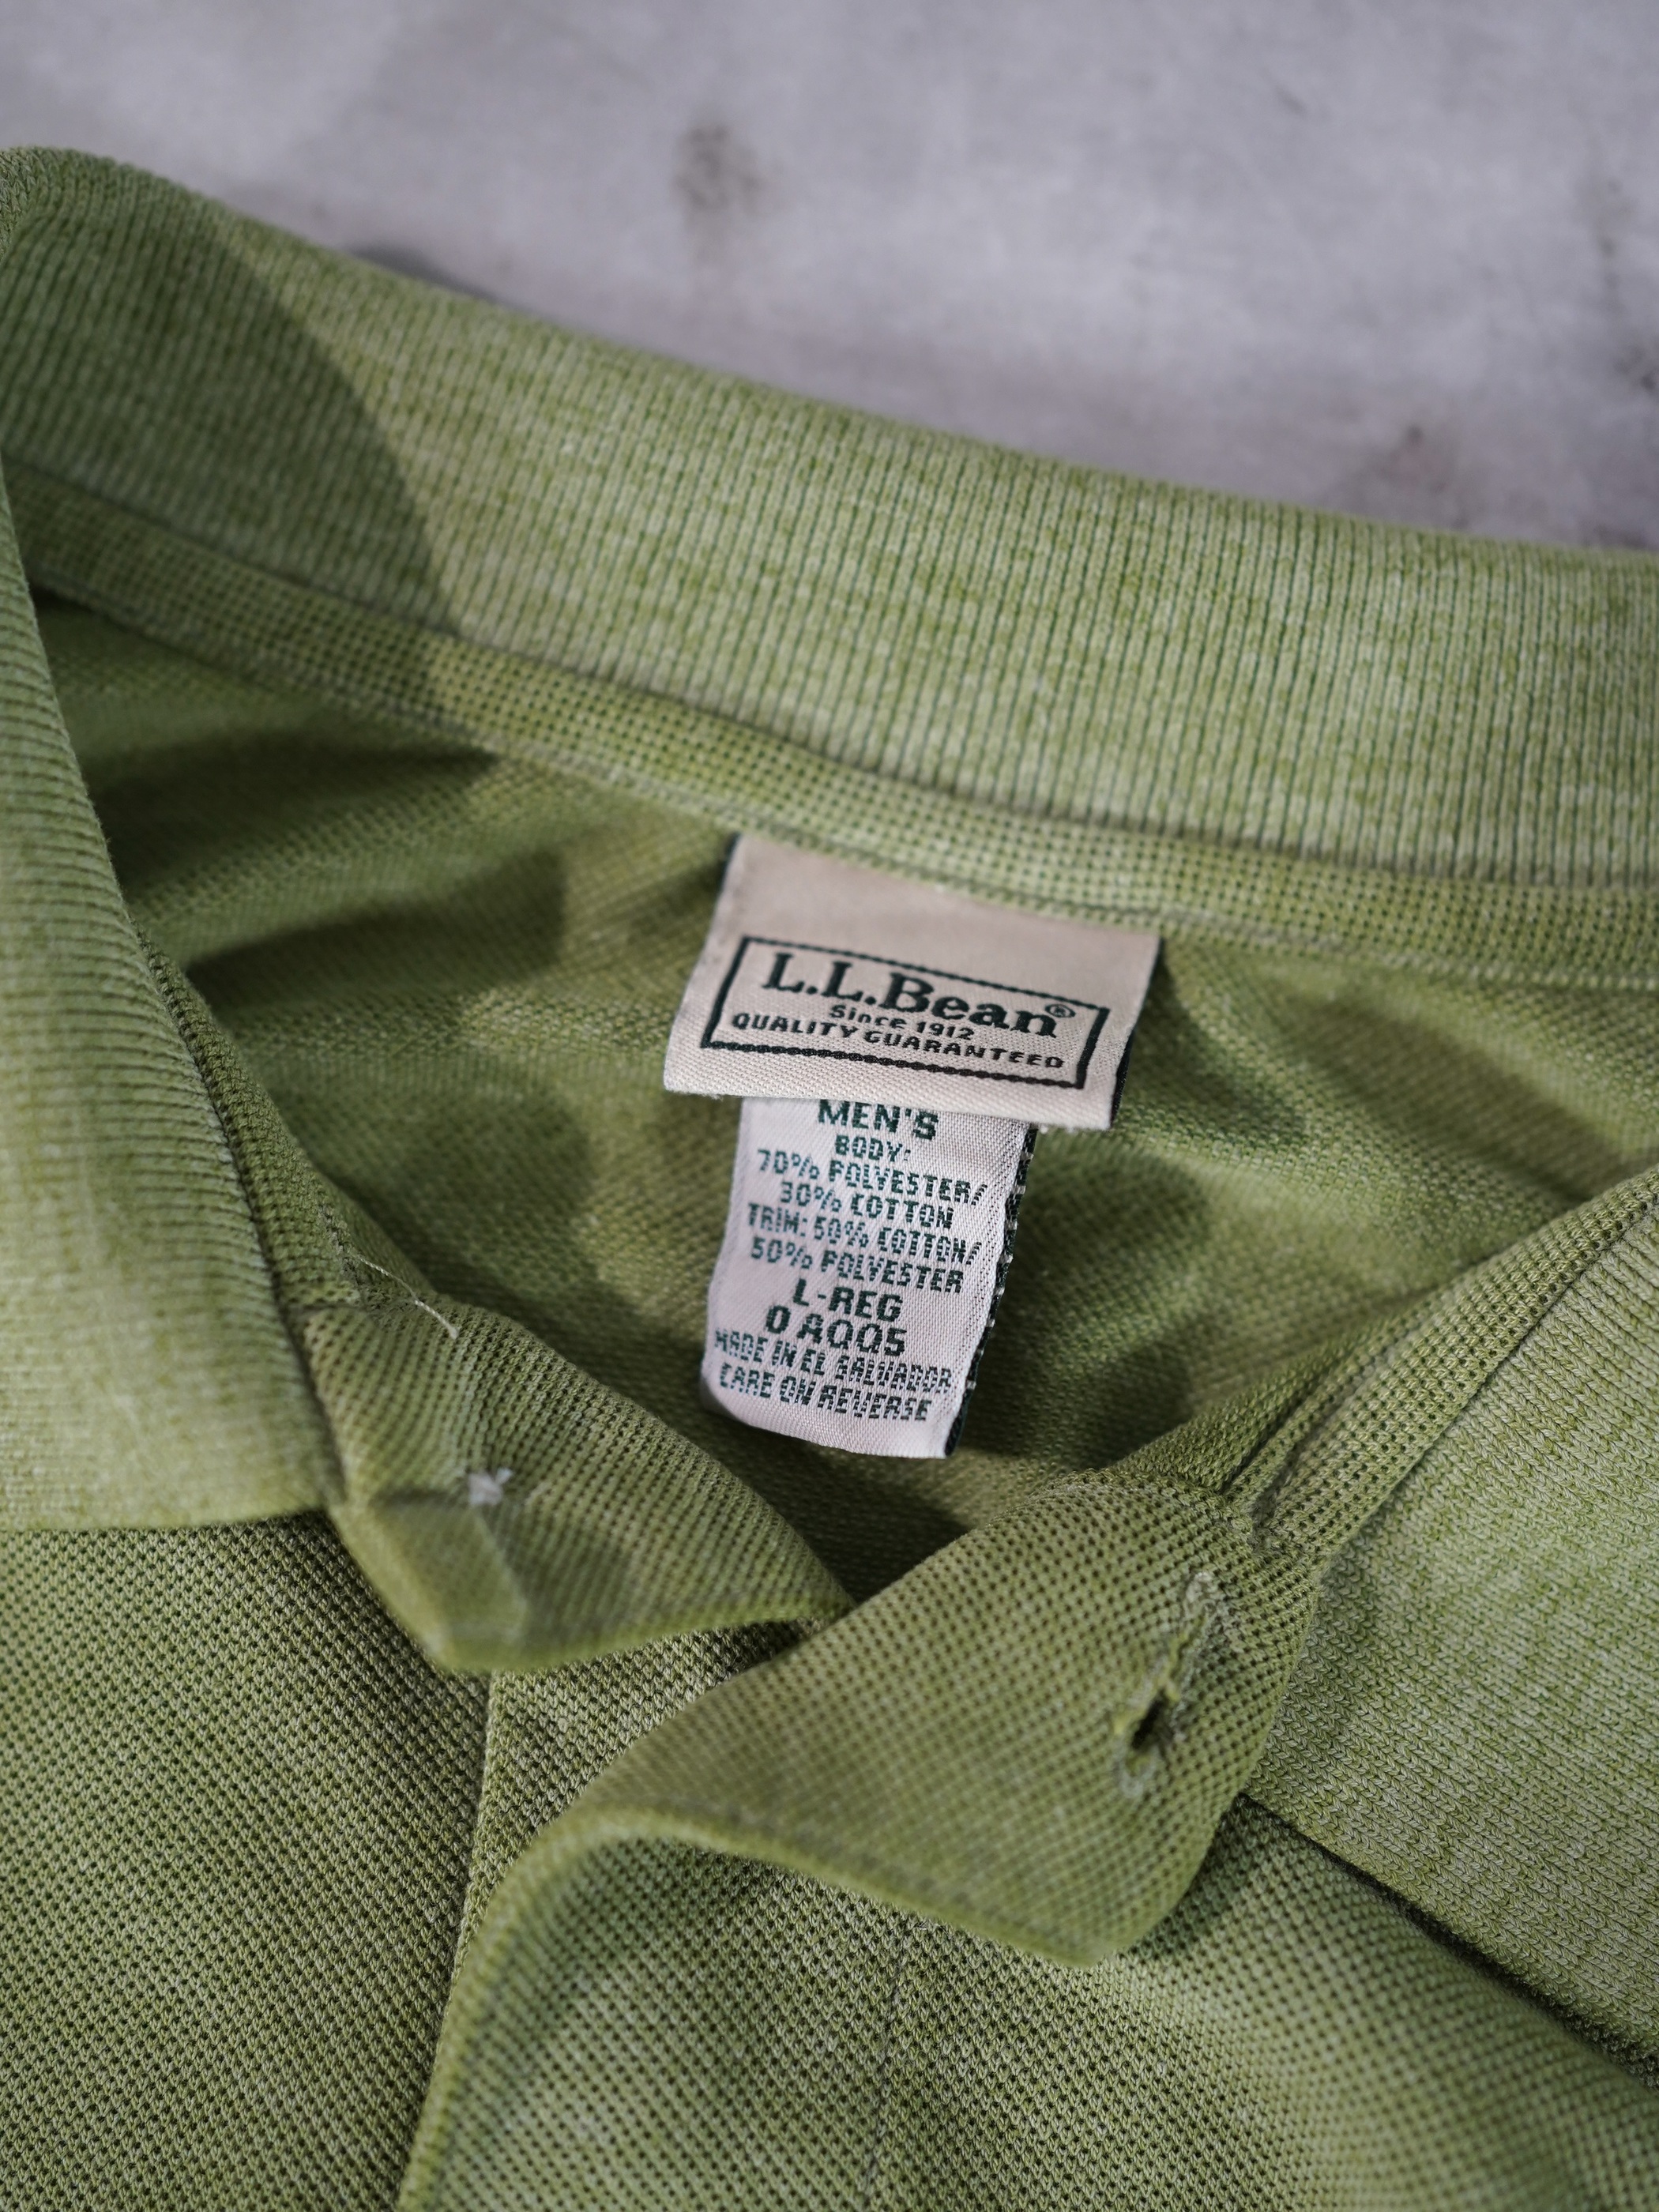 L.L.Bean®
Since 1912
QUALITY GUARANTEED
MEN'S
BODY:
70% POLYESTER/
30% COTTON
TRIM: 50% COTTON/
50% POLYESTER
L-REG
0 AQQ5
MADE IN EL SALVADOR
CARE ON REVERSE